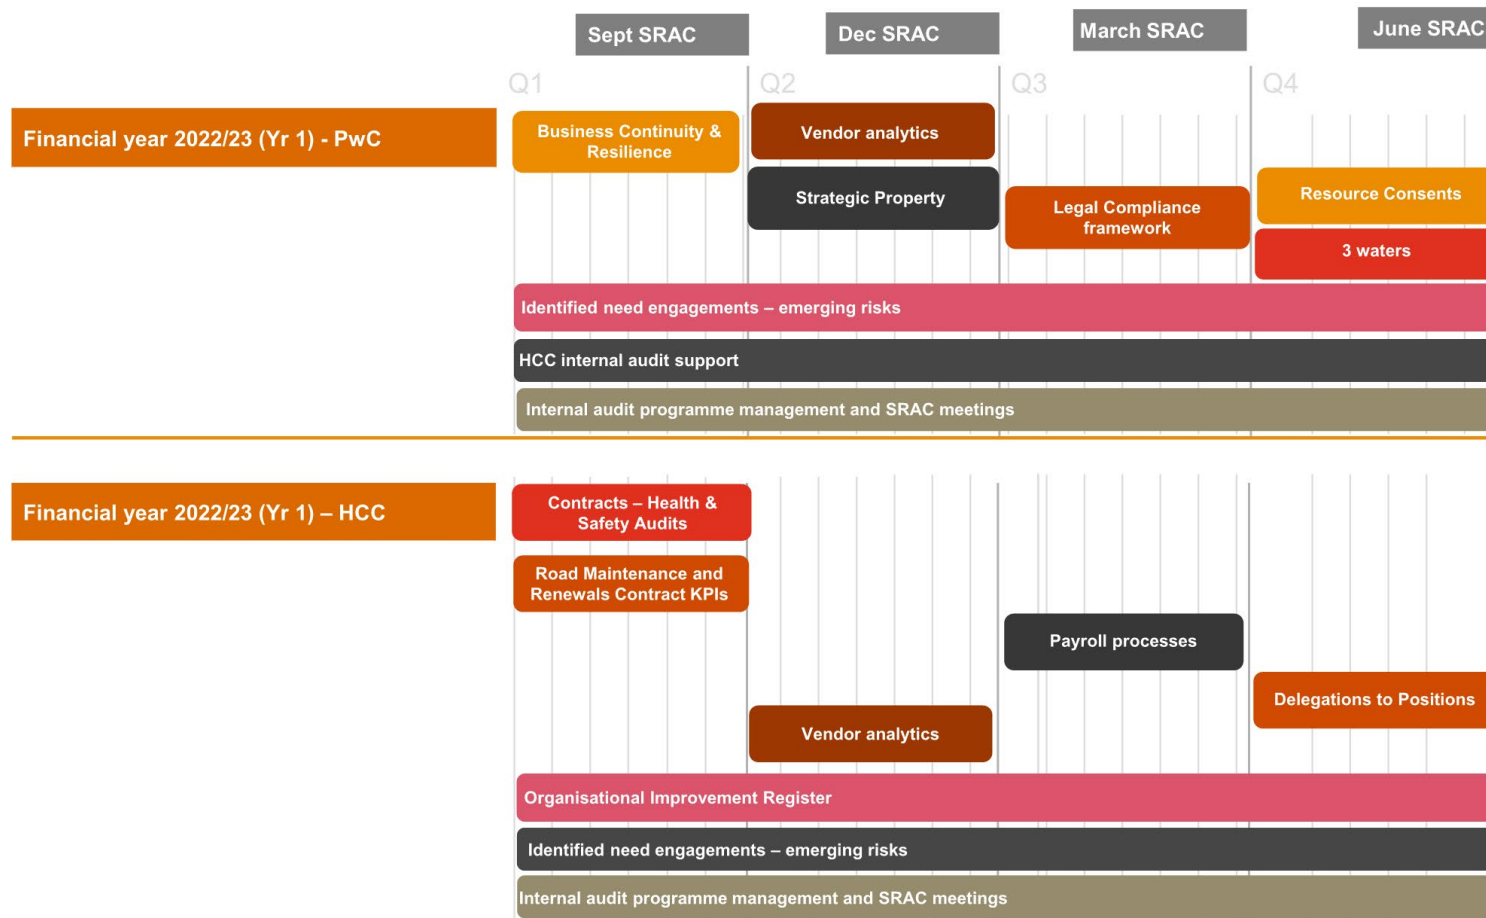 Sept SRAC
Dec SRAC
March SRAC
June SRAC
Q1
Q2
Q3
Q4
Financial year 2022/23 (Yr 1) - PwC
Business Continuity &
Resilience
Vendor analytics
Strategic Property
Legal Compliance
framework
Resource Consents
3 waters
Identified need engagements – emerging risks
HCC internal audit support
Internal audit programme management and SRAC meetings
Financial year 2022/23 (Yr 1) – HCC
Contracts – Health &
Safety Audits
Road Maintenance and
Renewals Contract KPIs
Payroll processes
Delegations to Positions
Vendor analytics
Organisational Improvement Register
Identified need engagements – emerging risks
Internal audit programme management and SRAC meetings